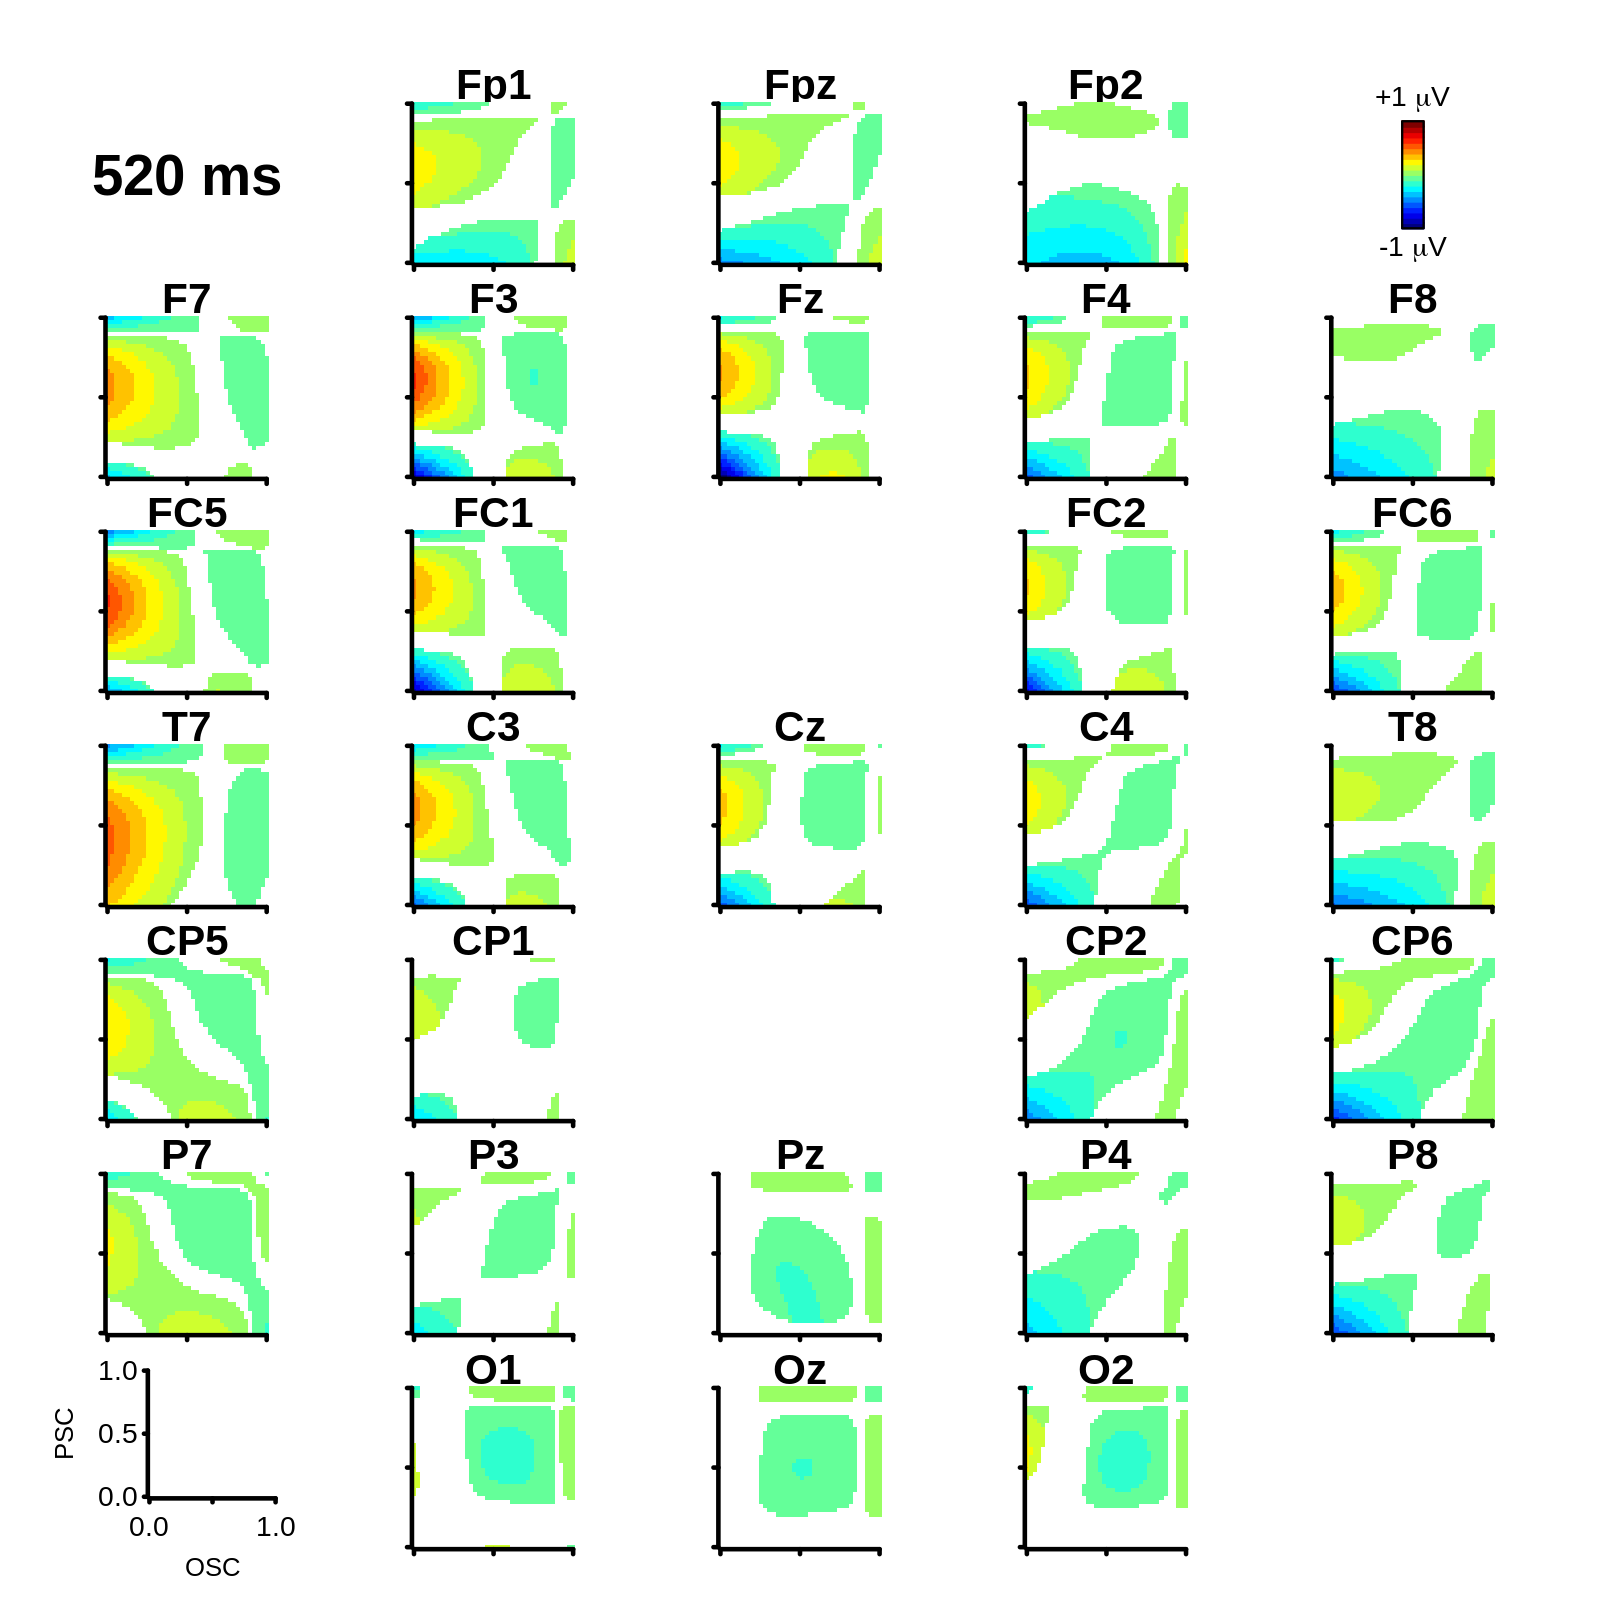 Fp1 Fpz Fp2
+1 μV
520 ms
-1 μV
F7 F3 Fz F4 F8
FC5 FC1 FC2 FC6
T7 C3 Cz C4 T8
CP5 CP1 CP2 CP6
P7 P3 Pz P4 P8
O1 Oz O2
1.0
0.5
0.0
PSC
0.0 1.0
OSC